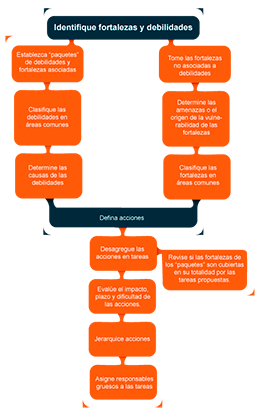 Identifique fortalezas y debilidades
Establezca "paquetes"
de debilidades y
fortalezas asociadas
Tome las fortalezas
no asociadas a
debilidades
Clasifique las
debilidades en
áreas comunes
Determine las
amenazas o el
origen de la vulne-
rabilidad de las
fortalezas
Determine las
causas de las
debilidades
Clasifique las
fortalezas en
áreas comunes
Defina acciones
Desagregue las
acciones en tareas
Revise si las fortalezas de
los "paquetes" son cubiertas
en su totalidad por las
tareas propuestas.
Evalúe el impacto,
plazo y dificultad de
las acciones.
Jerarquice acciones
Asigne responsables
gruesos a las tareas